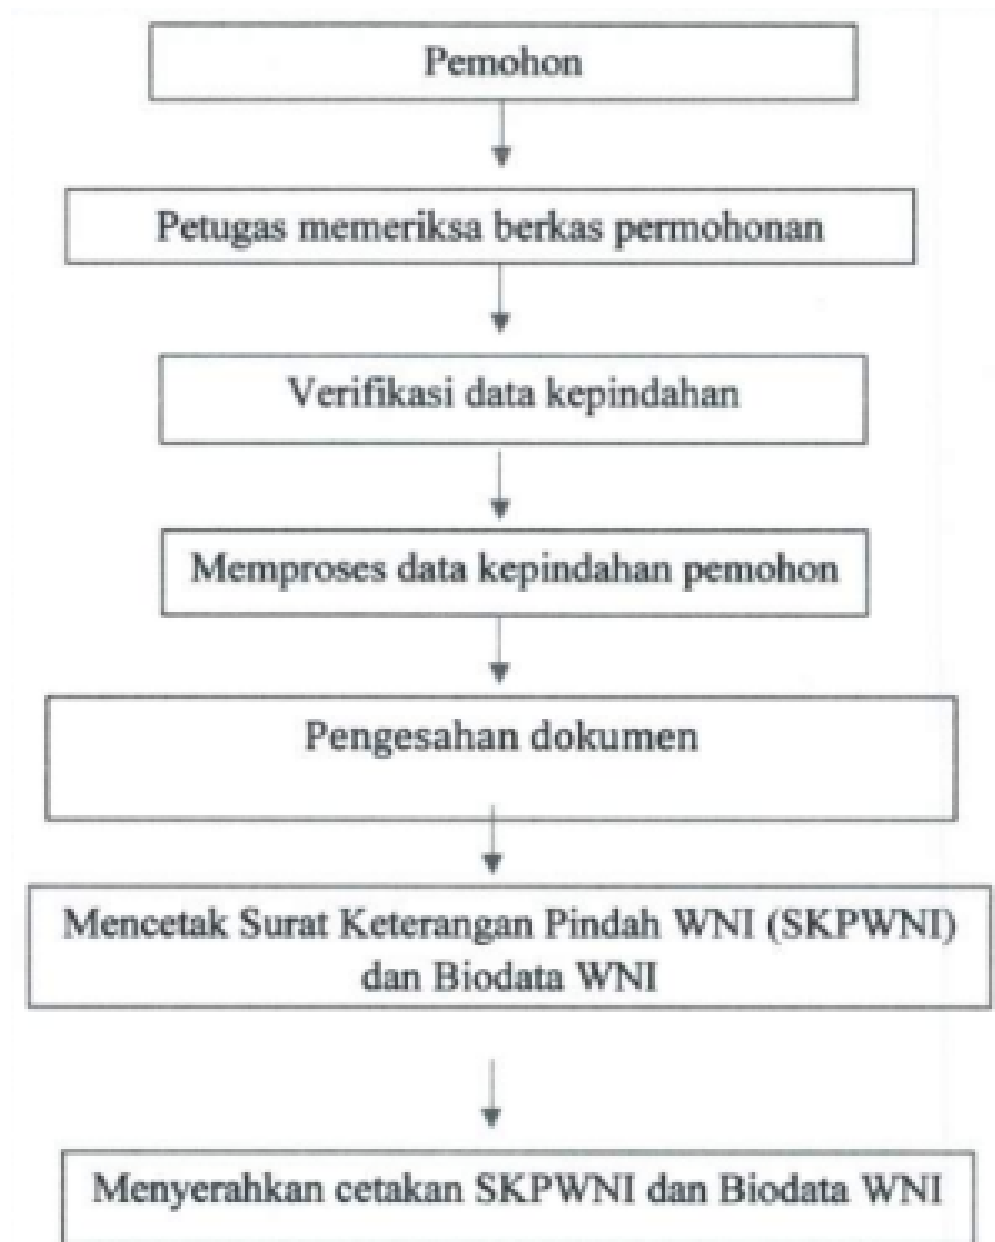 Pemohon
Petugas memeriksa berkas permohonan
Verifikasi data kepindahan
Memproses data kepindahan pemohon
Pengesahan dokumen
Mencetak Surat Keterangan Pindah WNI (SKPWNI)
dan Biodata WNI
Menyerahkan cetakan SKPWNI dan Biodata WNI